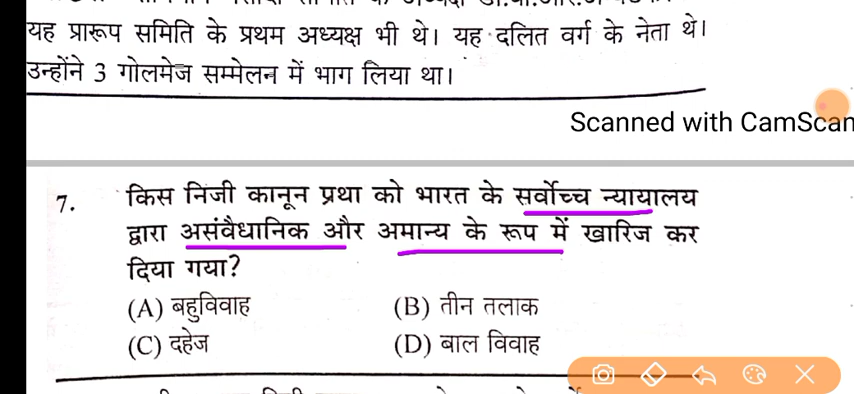 यह प्रारूप समिति के प्रथम अध्यक्ष भी थे। यह दलित वर्ग के नेता थे।
उन्होंने 3 गोलमेज सम्मेलन में भाग लिया था।
Scanned with CamScan
7. किस निजी कानून प्रथा को भारत के सर्वोच्च न्यायालय
द्वारा असंवैधानिक और अमान्य के रूप में खारिज कर
दिया गया?
(A) बहुविवाह (B) तीन तलाक
(C) दहेज (D) बाल विवाह